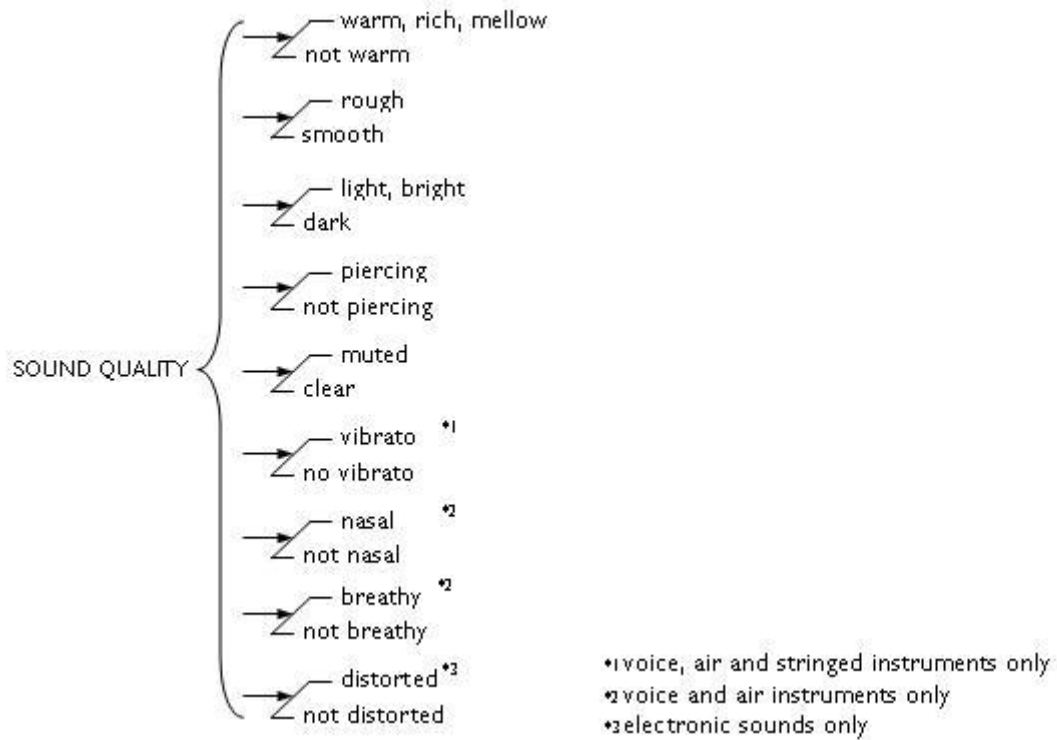 warm, rich, mellow
not warm
rough
smooth
light, bright
dark
piercing
not piercing
muted
SOUND QUALITY
clear
vibrato *1
no vibrato
nasal *2
not nasal
breathy *2
not breathy
distorted *3
not distorted
*1 voice, air and stringed instruments only
*2 voice and air instruments only
*3 electronic sounds only